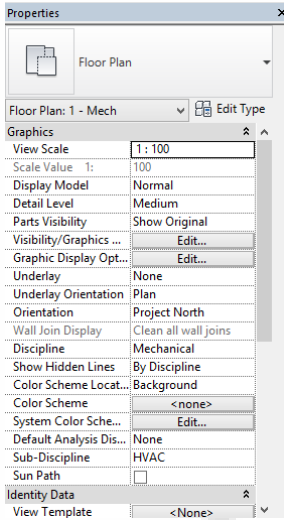 Properties
Floor Plan
Floor Plan: 1 - Mech Edit Type
Graphics
View Scale 1 : 100
Scale Value 1: 100
Display Model Normal
Detail Level Medium
Parts Visibility Show Original
Visibility/Graphics ... Edit...
Graphic Display Opt... Edit...
Underlay None
Underlay Orientation Plan
Orientation Project North
Wall Join Display Clean all wall joins
Discipline Mechanical
Show Hidden Lines By Discipline
Color Scheme Locat... Background
Color Scheme <none>
System Color Sche... Edit...
Default Analysis Dis... None
Sub-Discipline HVAC
Sun Path
Identity Data
View Template <None>